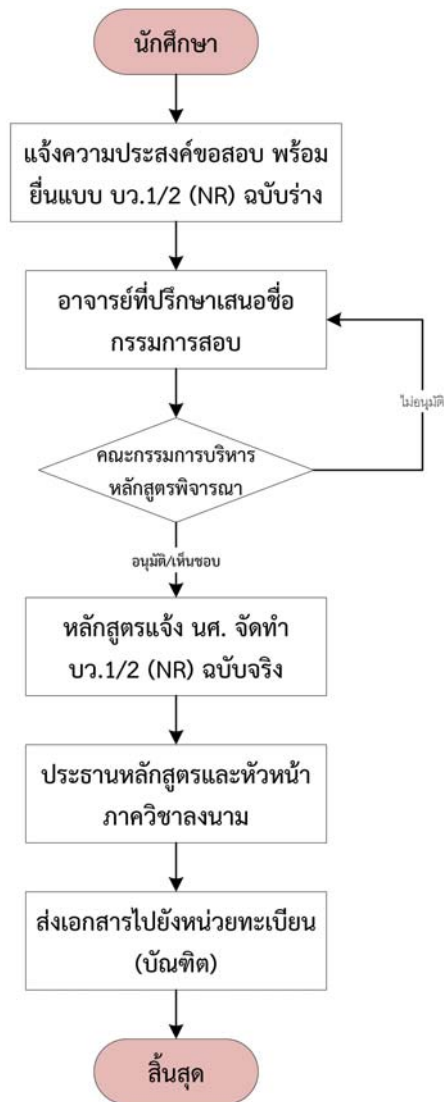 นักศึกษา
แจ้งความประสงค์ขอสอบ พร้อม
ยื่นแบบ บว.1/2 (NR) ฉบับร่าง
อาจารย์ที่ปรึกษาเสนอชื่อ
กรรมการสอบ
ไม่อนุมัติ
คณะกรรมการบริหาร
หลักสูตรพิจารณา
อนุมัติ/เห็นชอบ
หลักสูตรแจ้ง นศ. จัดทำ
บว.1/2 (NR) ฉบับจริง
ประธานหลักสูตรและหัวหน้า
ภาควิชาลงนาม
ส่งเอกสารไปยังหน่วยทะเบียน
(บัณฑิต)
สิ้นสุด